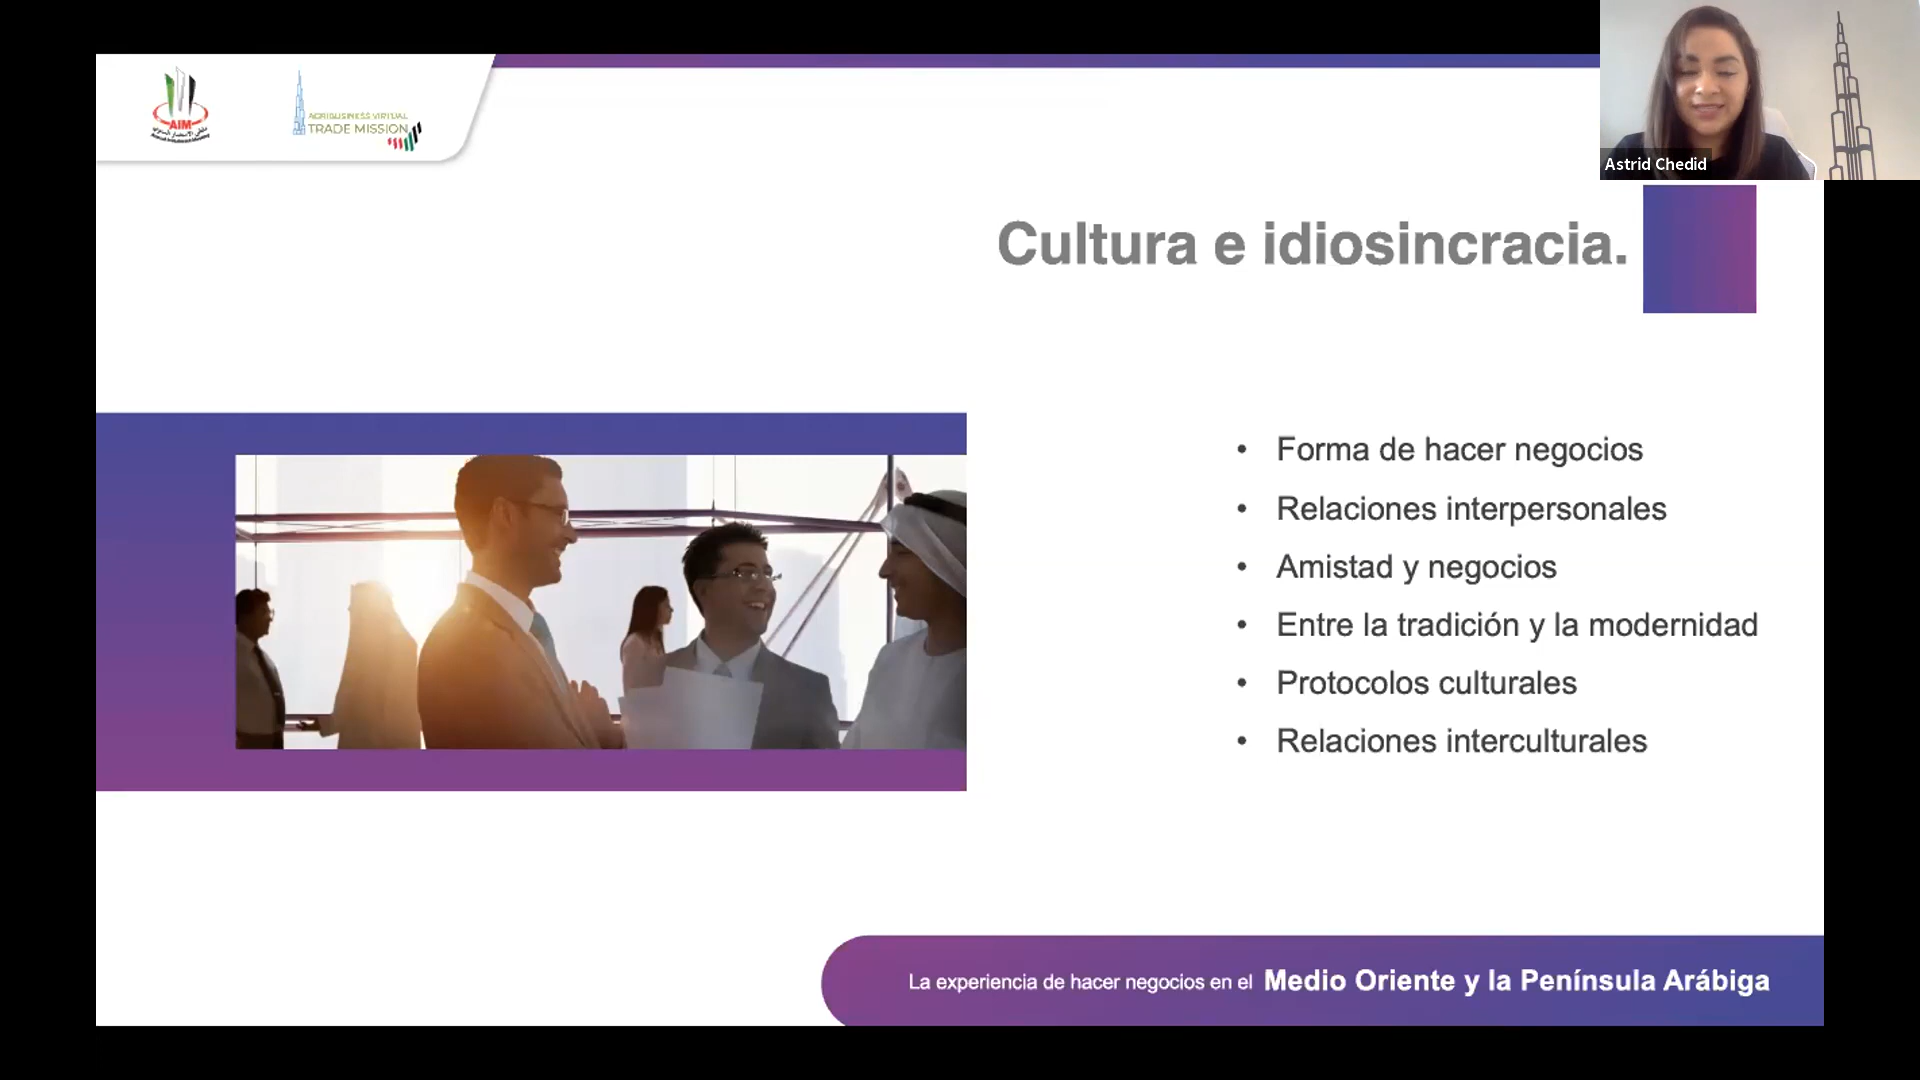 AIM
AGRIBUSINESS VIRTUAL
TRADE MISSION
Astrid Chedid
Cultura e idiosincracia.
• Forma de hacer negocios
• Relaciones interpersonales
• Amistad y negocios
• Entre la tradición y la modernidad
• Protocolos culturales
• Relaciones interculturales
La experiencia de hacer negocios en el Medio Oriente y la Península Arábiga